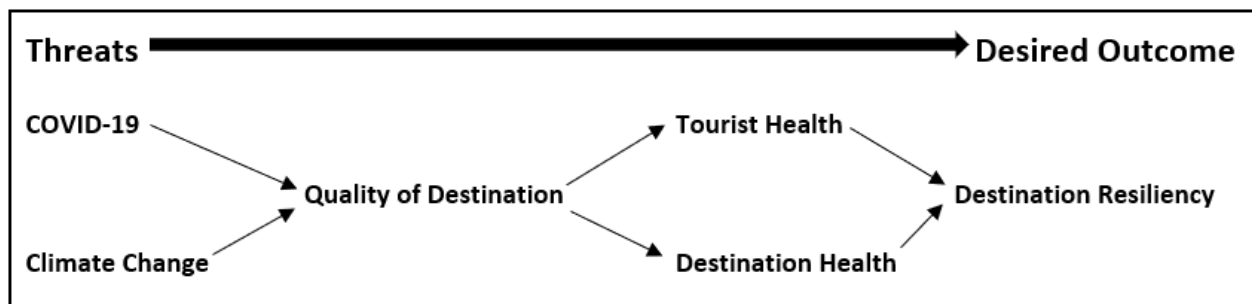 Threats Desired Outcome
COVID-19 Tourist Health
Quality of Destination Destination Resiliency
Climate Change Destination Health